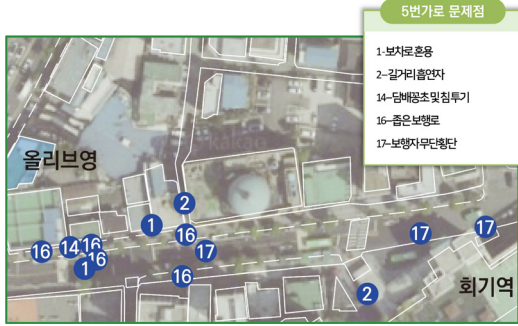 5번가로 문제점
1-보차로 혼용
2-길거리 흡연자
14-담배꽁초 및 침 투기
16-좁은 보행로
17-보행자 무단횡단
kakao
올리브영
2
1
16
17
17
17
16
14
16
16
1
16
2
회기역